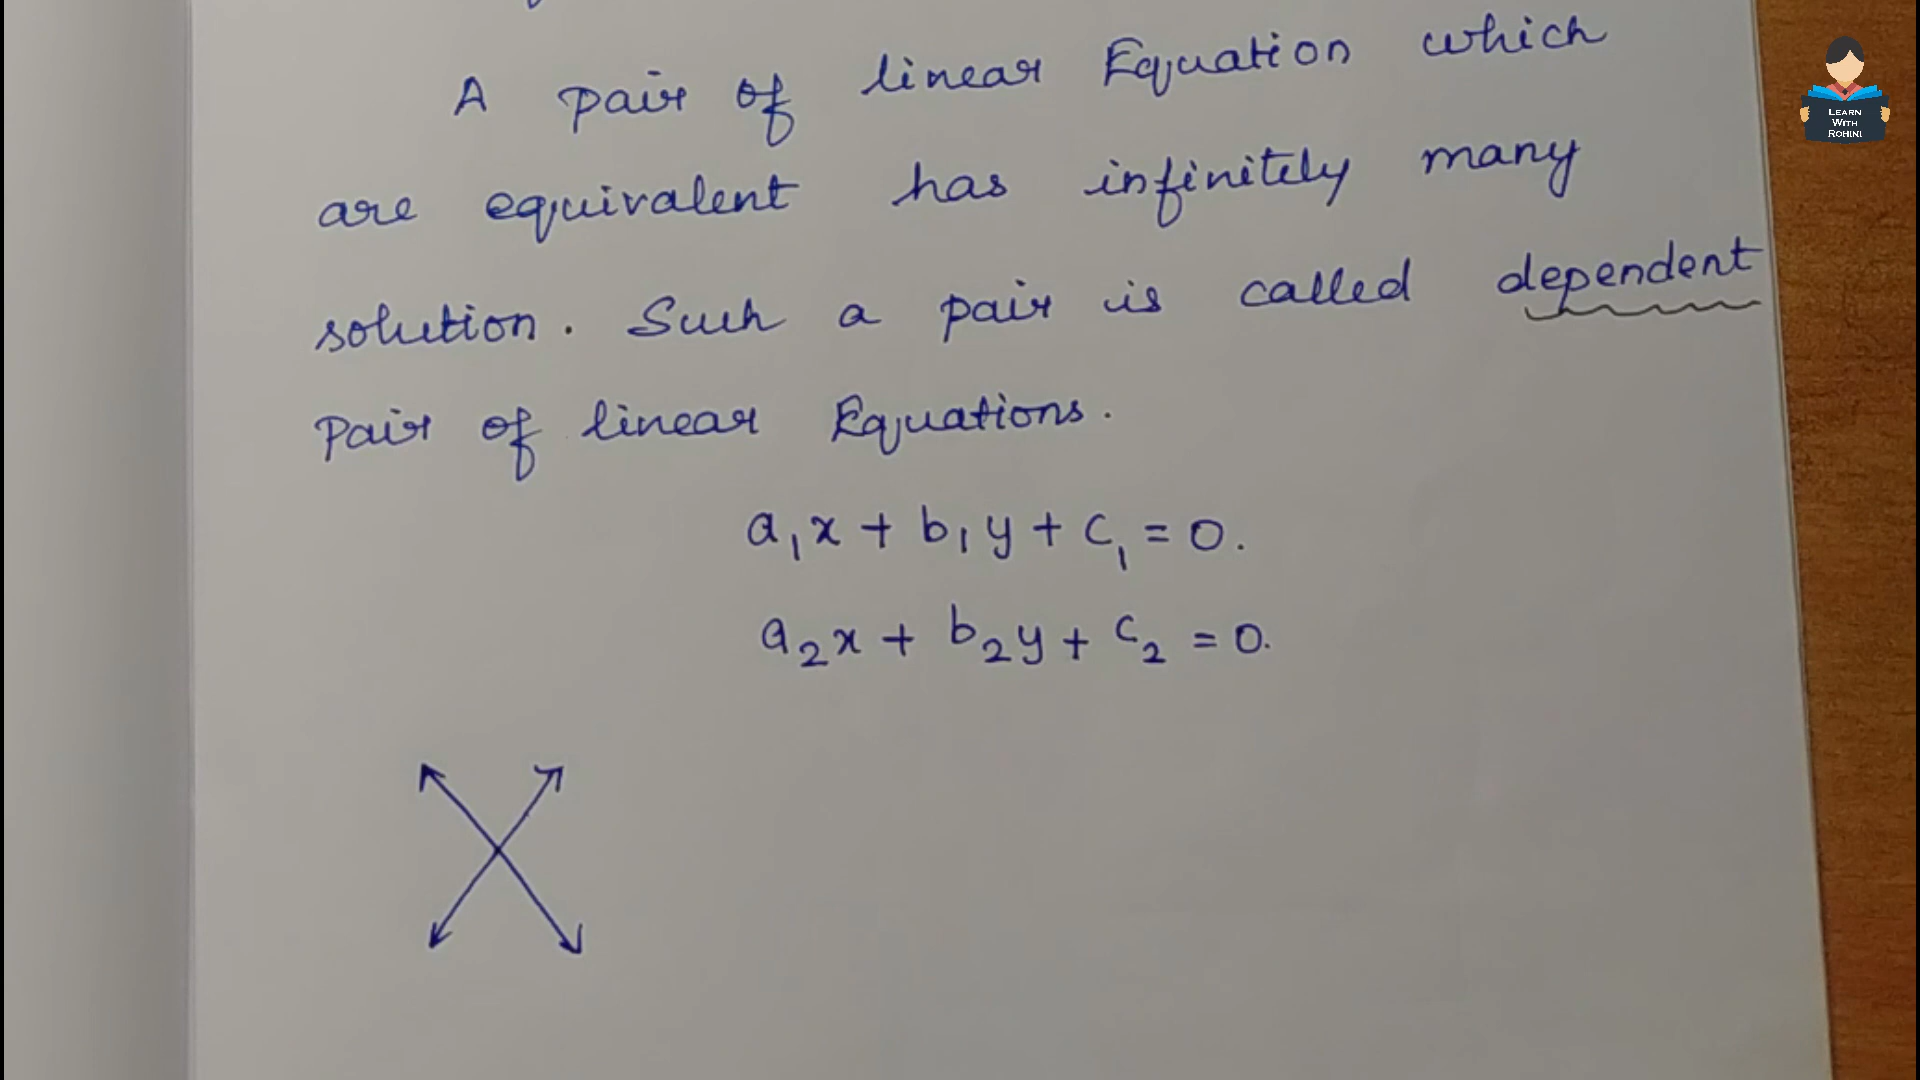 A pair of linear Equation which
are equivalent has infinitely many
solution. Such a pair is called dependent
Pair of linear Equations.
a₁x + b₁y + c₁ = 0.
a₂x + b₂y + c₂ = 0.
LEARN
WITH
ROHINI